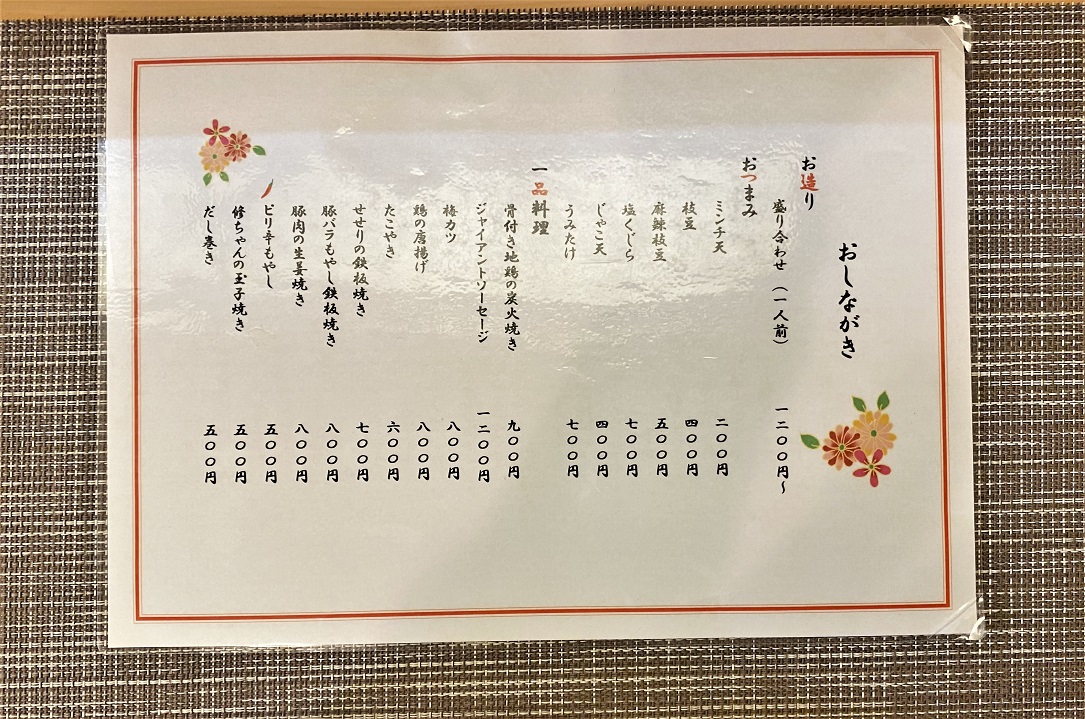 おしながき
お造り
盛り合わせ（一人前） 一二〇〇円〜
おつまみ
ミンチ天 二〇〇円
枝豆 四〇〇円
麻辣枝豆 五〇〇円
塩くじら 七〇〇円
じゃこ天 四〇〇円
うみたけ 七〇〇円
一品料理
骨付き地鶏の炭火焼き 九〇〇円
ジャイアントソーセージ 一二〇〇円
梅カツ 八〇〇円
鶏の唐揚げ 八〇〇円
たこやき 六〇〇円
せせりの鉄板焼き 七〇〇円
豚バラもやし鉄板焼き 八〇〇円
豚肉の生姜焼き 八〇〇円
ピリ辛もやし 五〇〇円
修ちゃんの玉子焼き 五〇〇円
だし巻き 五〇〇円